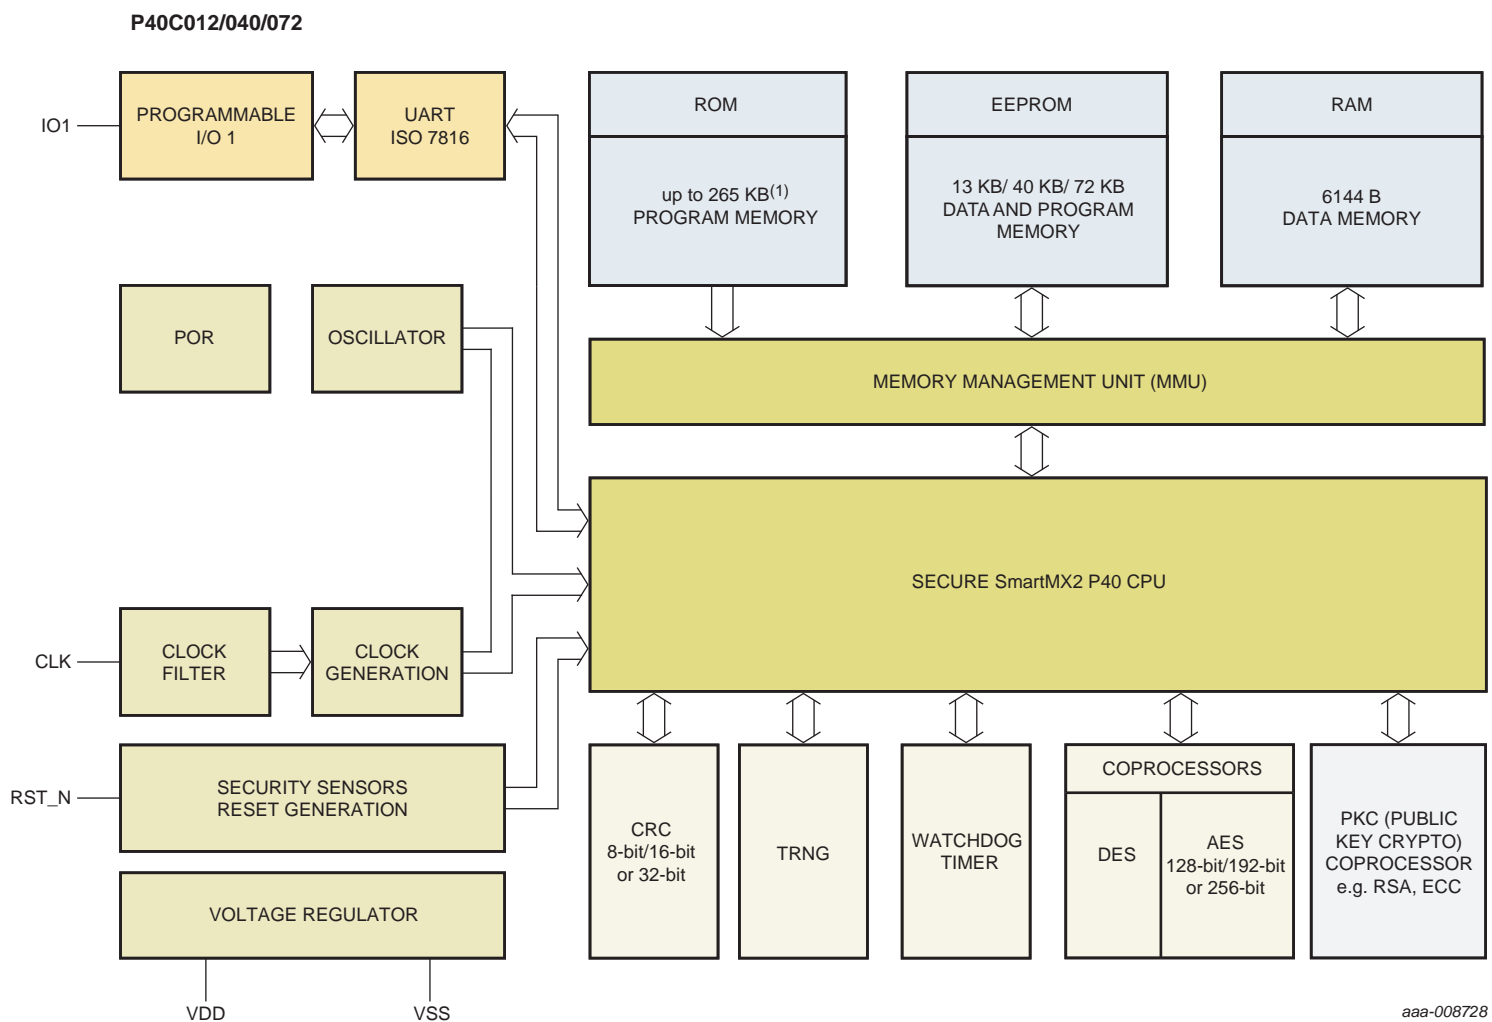 P40C012/040/072
IO1
PROGRAMMABLE
I/O 1
UART
ISO 7816
ROM
up to 265 KB(1)
PROGRAM MEMORY
EEPROM
13 KB/ 40 KB/ 72 KB
DATA AND PROGRAM
MEMORY
RAM
6144 B
DATA MEMORY
POR
OSCILLATOR
MEMORY MANAGEMENT UNIT (MMU)
SECURE SmartMX2 P40 CPU
CLK
CLOCK
FILTER
CLOCK
GENERATION
RST_N
SECURITY SENSORS
RESET GENERATION
VOLTAGE REGULATOR
VDD
VSS
CRC
8-bit/16-bit
or 32-bit
TRNG
WATCHDOG
TIMER
COPROCESSORS
DES
AES
128-bit/192-bit
or 256-bit
PKC (PUBLIC
KEY CRYPTO)
COPROCESSOR
e.g. RSA, ECC
aaa-008728